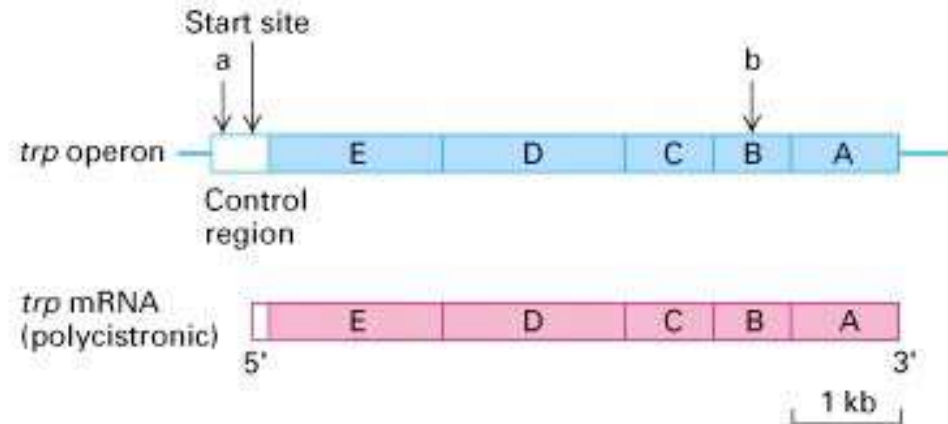 Start site
a
b
trp operon
E D C B A
Control
region
trp mRNA
(polycistronic)
E D C B A
5' 3'
1 kb